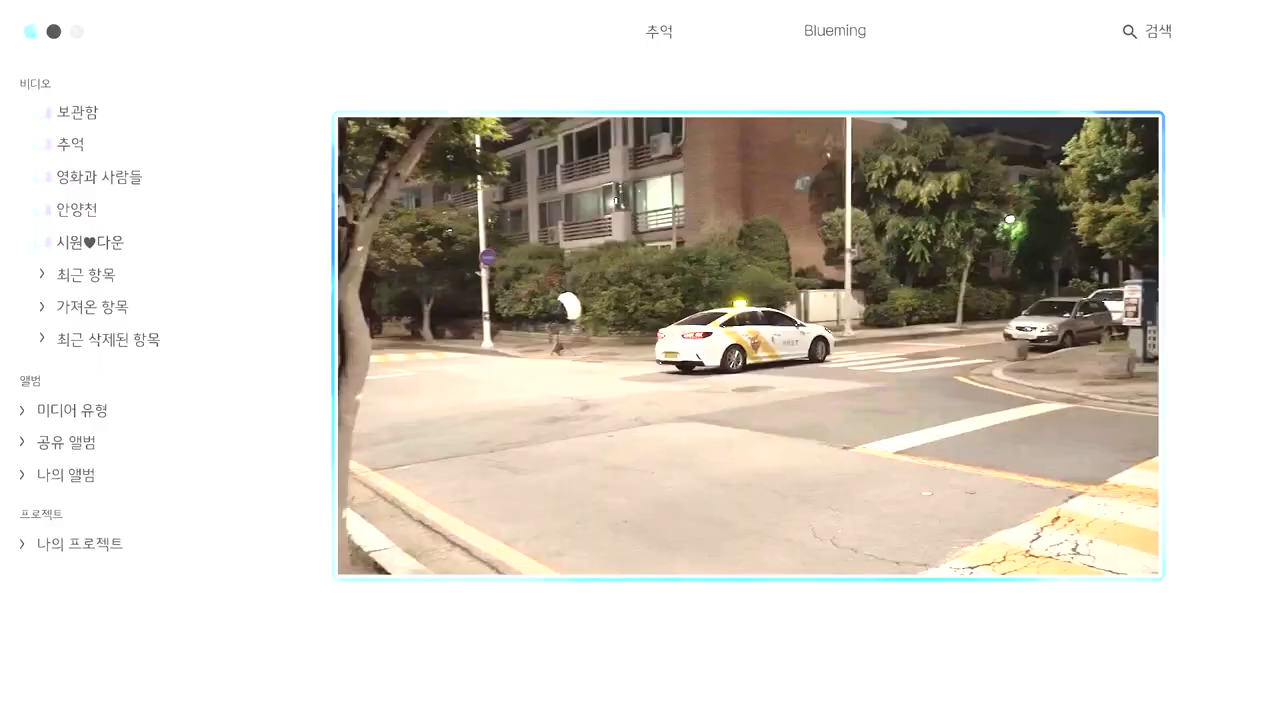 추억
Blueming
검색
비디오
보관함
추억
영화과 사람들
안양천
시원♥다운
최근 항목
가져온 항목
최근 삭제된 항목
앨범
미디어 유형
공유 앨범
나의 앨범
프로젝트
나의 프로젝트